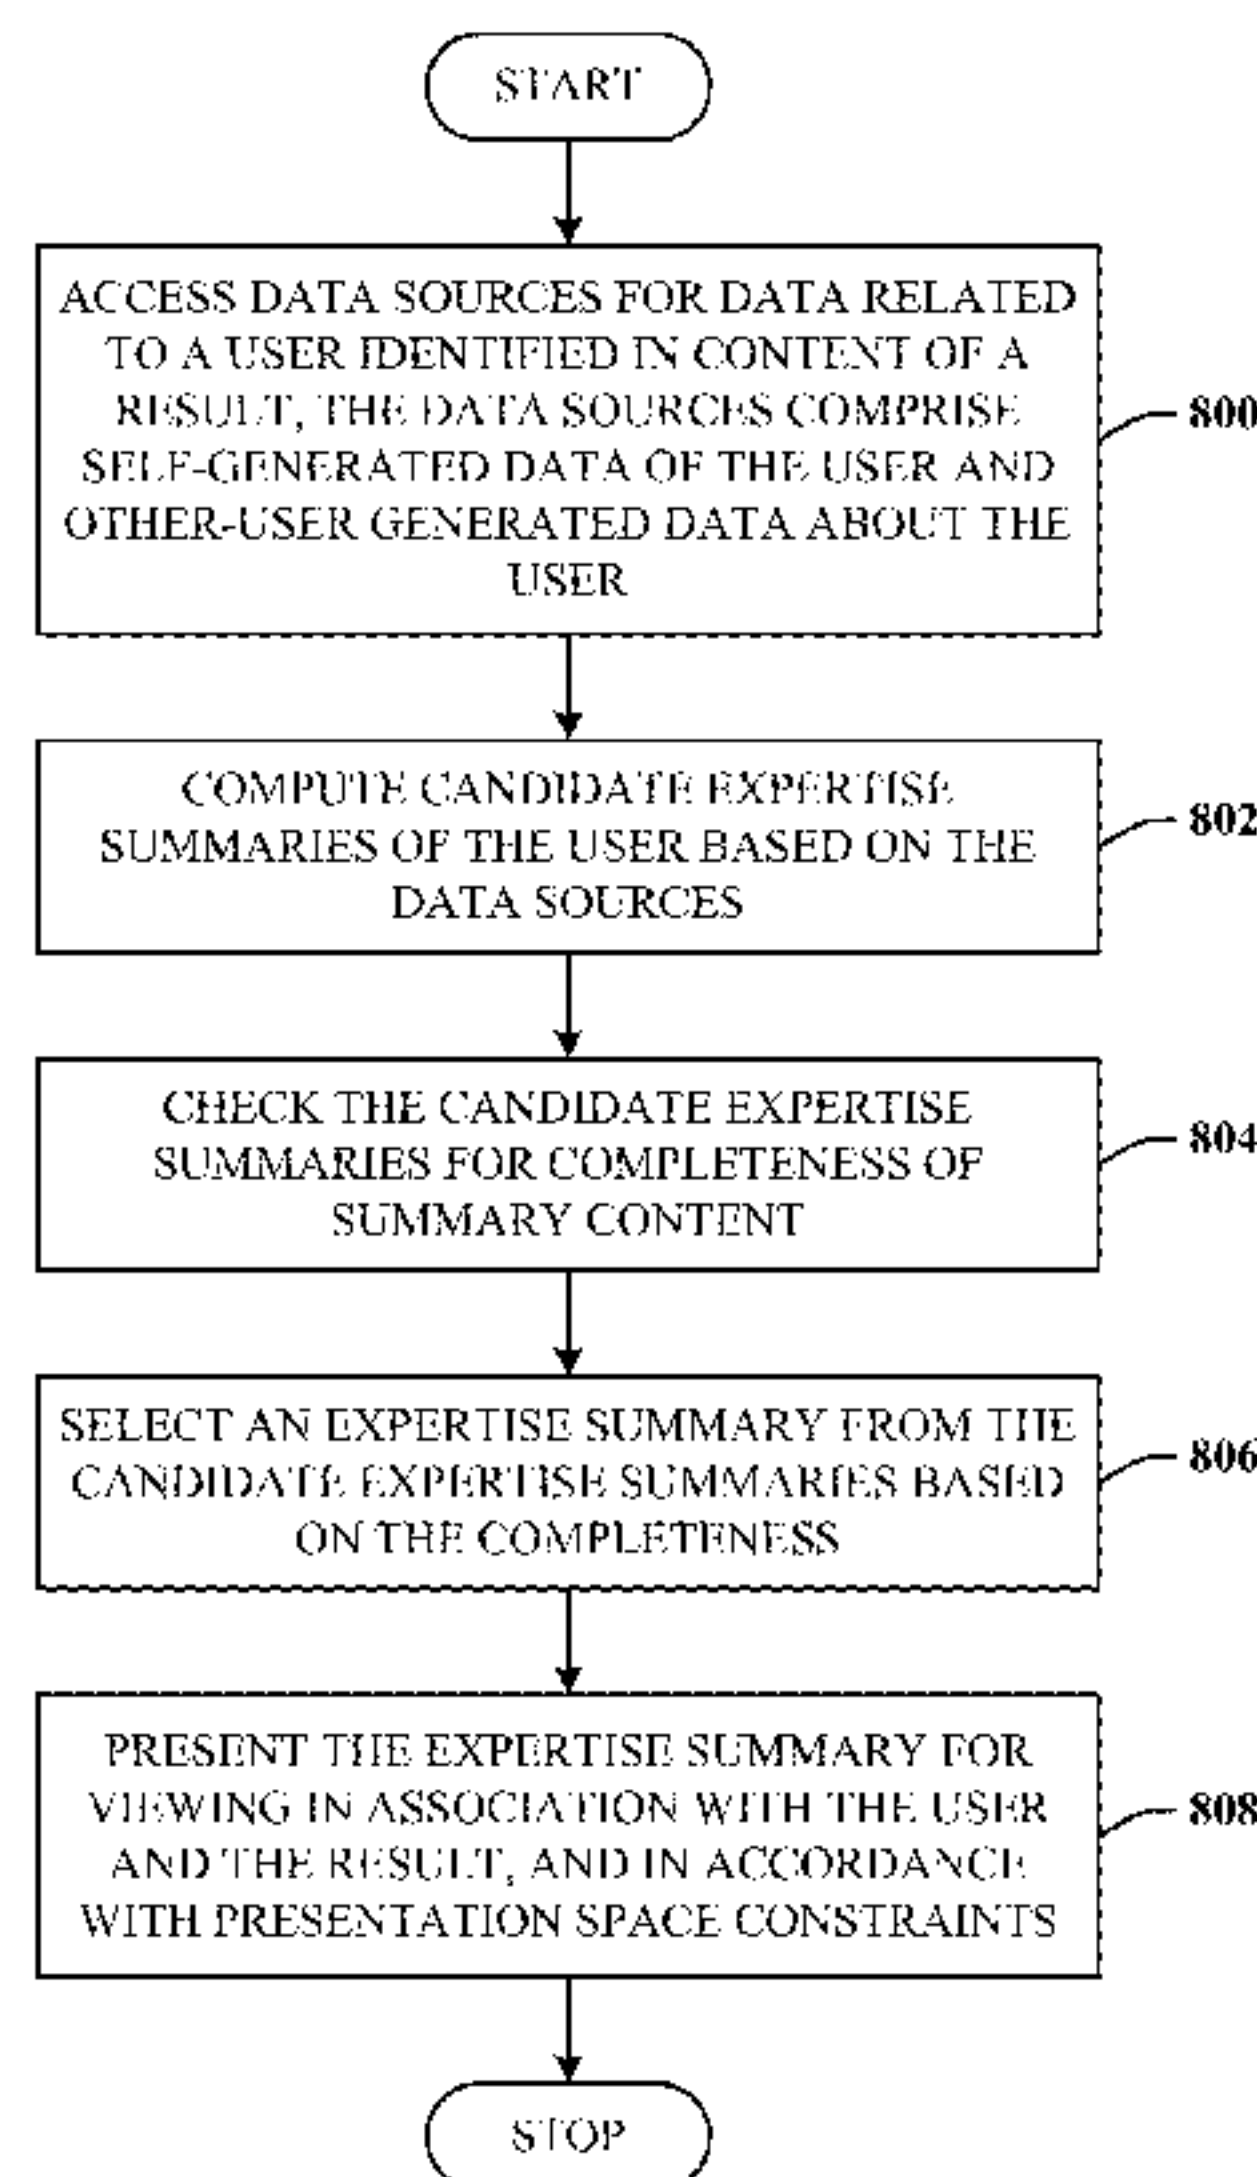 START
ACCESS DATA SOURCES FOR DATA RELATED
TO A USER IDENTIFIED IN CONTENT OF A
RESULT, THE DATA SOURCES COMPRISE
SELF-GENERATED DATA OF THE USER AND
OTHER-USER GENERATED DATA ABOUT THE
USER
800
COMPUTE CANDIDATE EXPERTISE
SUMMARIES OF THE USER BASED ON THE
DATA SOURCES
802
CHECK THE CANDIDATE EXPERTISE
SUMMARIES FOR COMPLETENESS OF
SUMMARY CONTENT
804
SELECT AN EXPERTISE SUMMARY FROM THE
CANDIDATE EXPERTISE SUMMARIES BASED
ON THE COMPLETENESS
806
PRESENT THE EXPERTISE SUMMARY FOR
VIEWING IN ASSOCIATION WITH THE USER
AND THE RESULT, AND IN ACCORDANCE
WITH PRESENTATION SPACE CONSTRAINTS
808
STOP